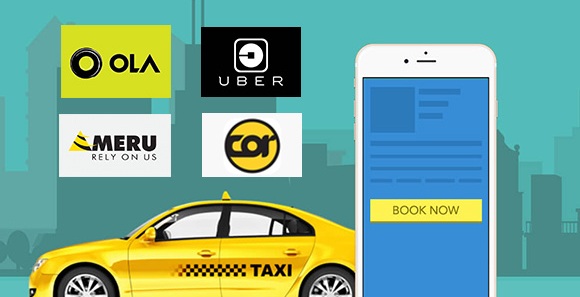 OLA
UBER
MERU
RELY ON US
cor
TAXI
BOOK NOW